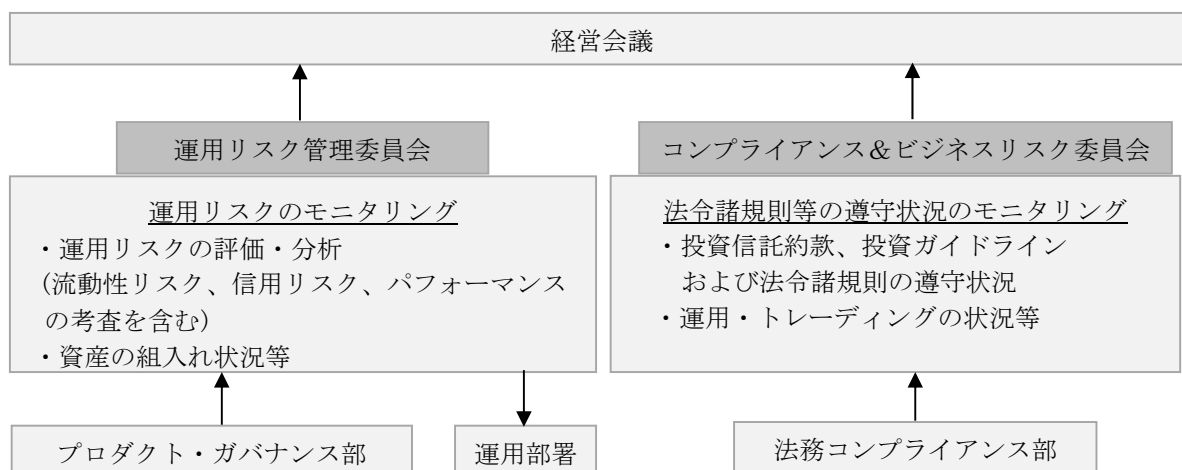 経営会議
運用リスク管理委員会
運用リスクのモニタリング
・運用リスクの評価・分析
(流動性リスク、信用リスク、パフォーマンス
の考査を含む)
・資産の組入れ状況等
コンプライアンス&ビジネスリスク委員会
法令諸規則等の遵守状況のモニタリング
・投資信託約款、投資ガイドライン
および法令諸規則の遵守状況
・運用・トレーディングの状況等
プロダクト・ガバナンス部
運用部署
法務コンプライアンス部